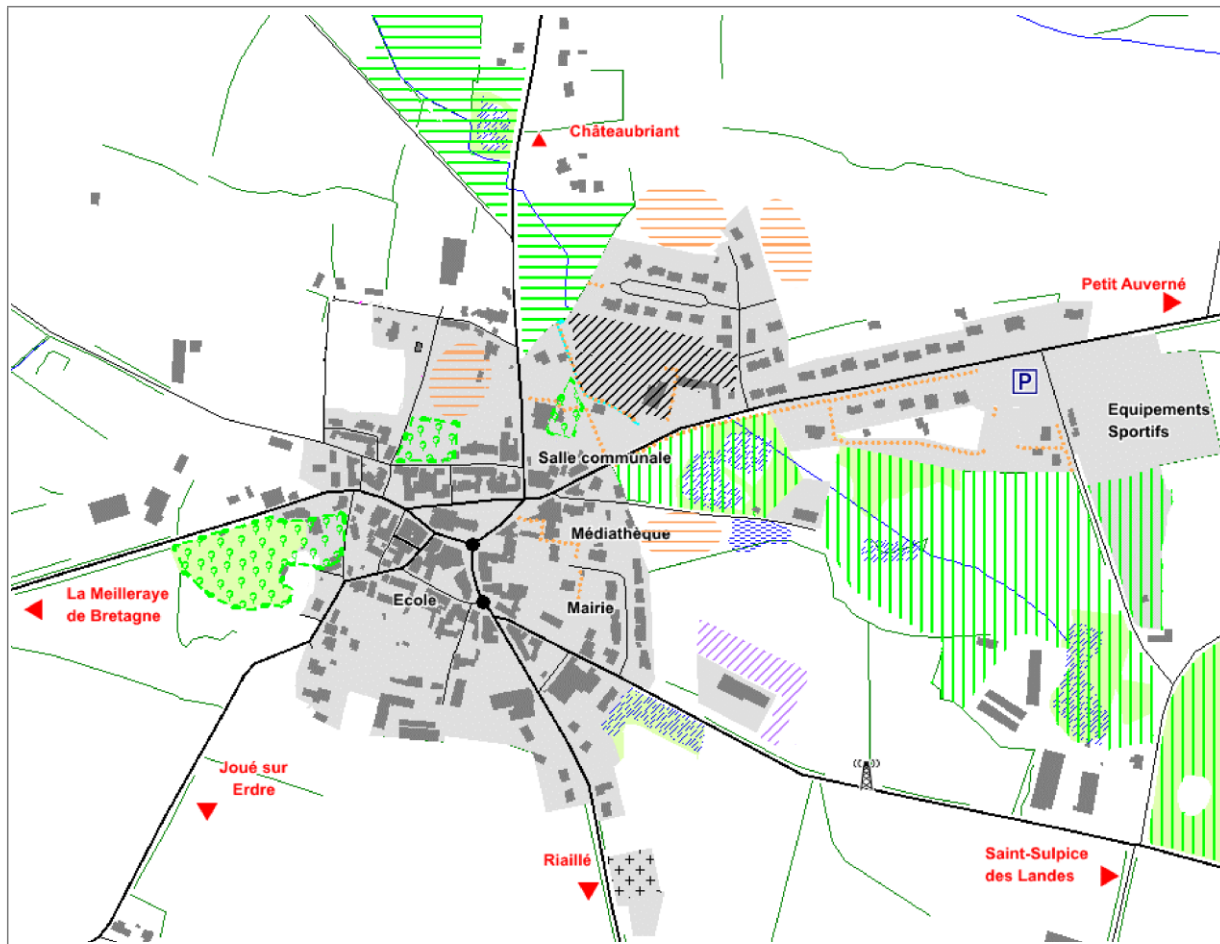 Châteaubriant
Petit Auverné
P
Equipements
Sportifs
Salle communale
Médiathèque
La Meilleraye
de Bretagne
Ecole
Mairie
Joué sur
Erdre
Riaillé
Saint-Sulpice
des Landes